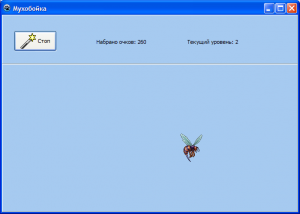 Мухобойка
Стоп
Набрано очков: 260
Текущий уровень: 2